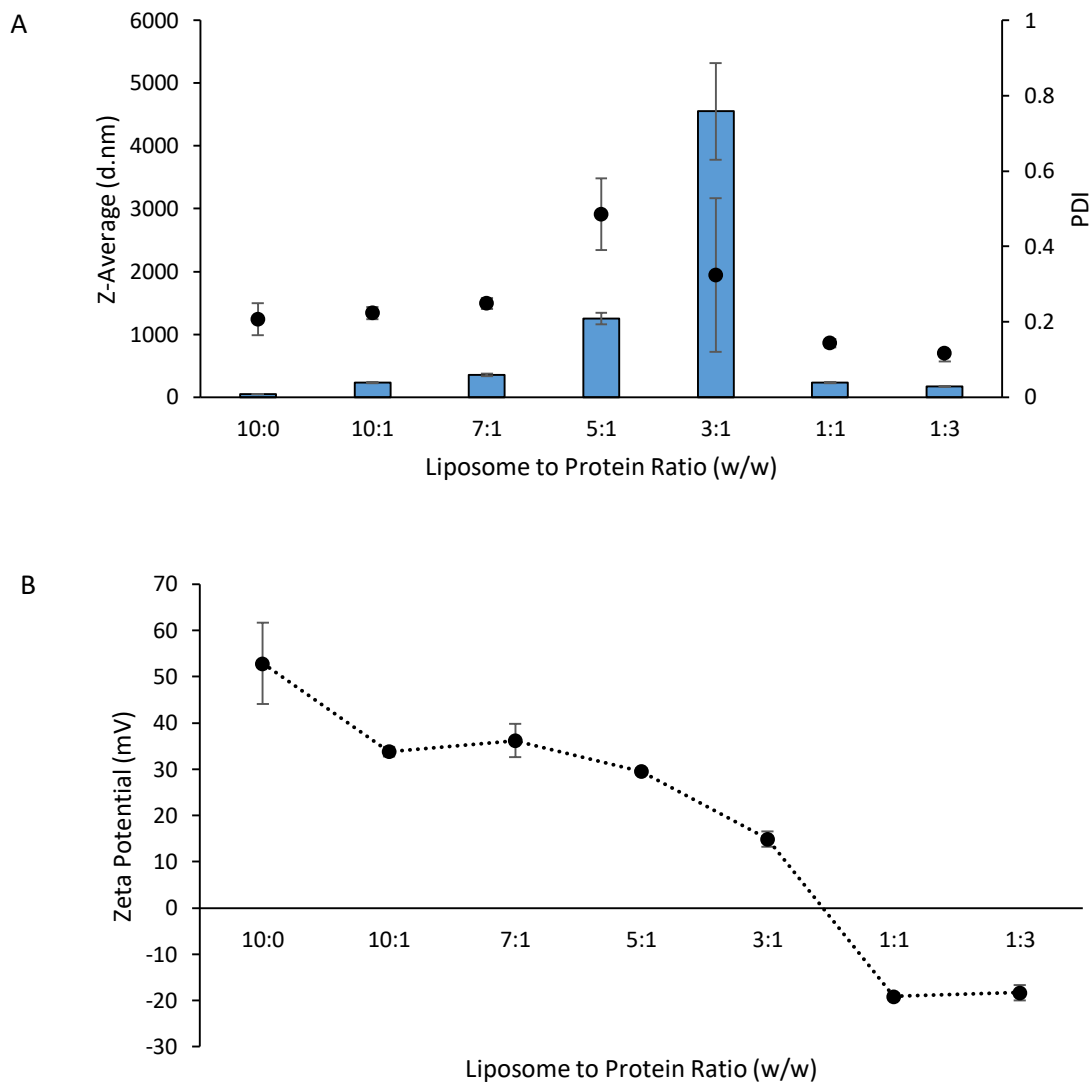 A
6000
5000
4000
3000
2000
1000
0
Z-Average (d.nm)
1
0.8
0.6
0.4
0.2
0
PDI
10:0 10:1 7:1 5:1 3:1 1:1 1:3
Liposome to Protein Ratio (w/w)
B
70
60
50
40
30
20
10
0
-10
-20
-30
Zeta Potential (mV)
10:0 10:1 7:1 5:1 3:1 1:1 1:3
Liposome to Protein Ratio (w/w)